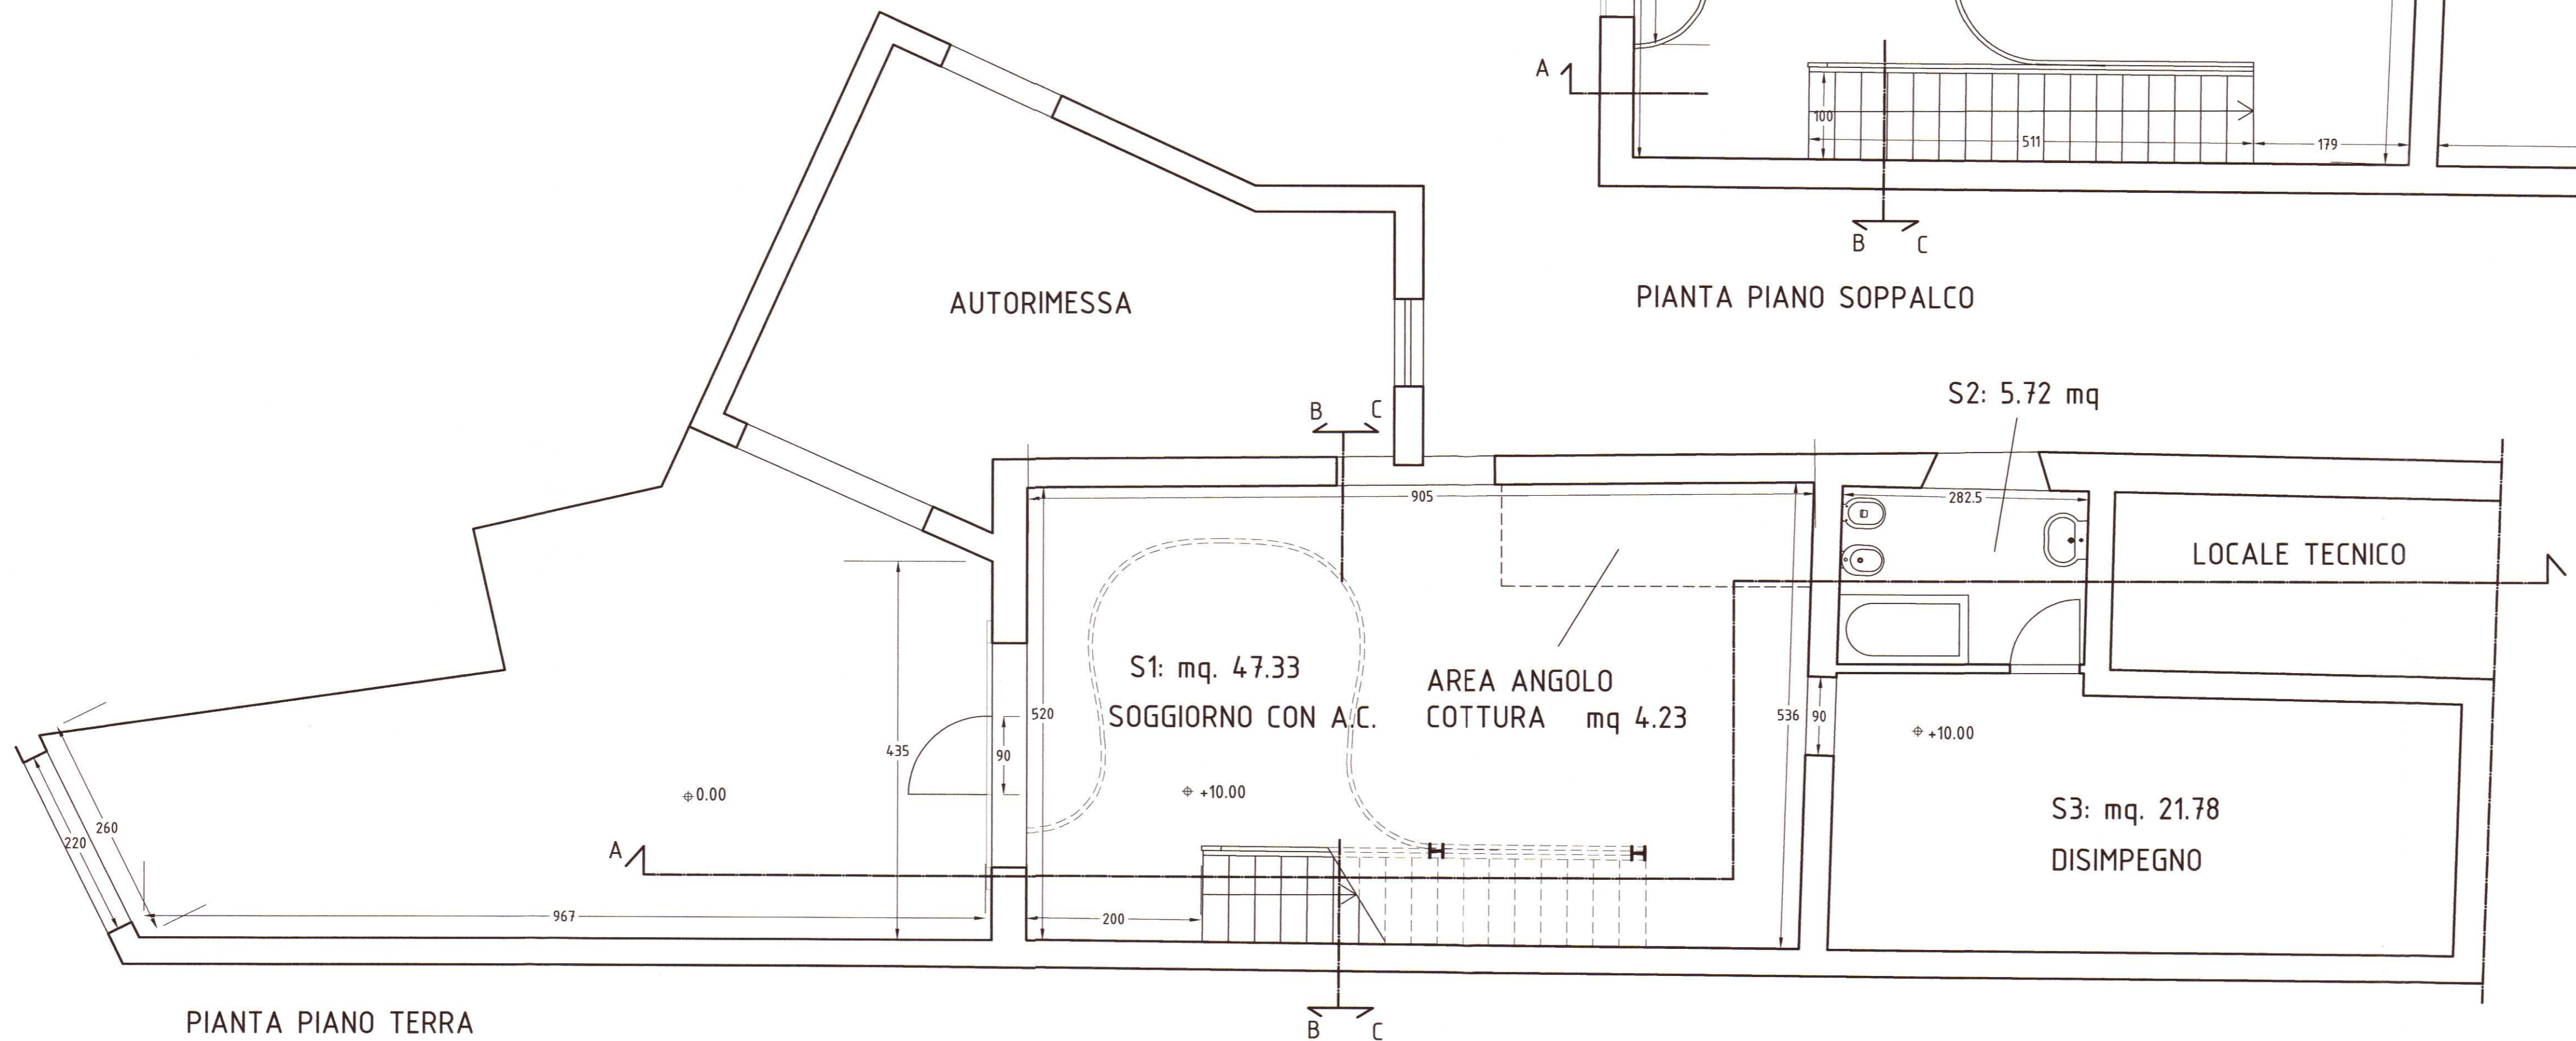 A
100
511
179
B C
PIANTA PIANO SOPPALCO
AUTORIMESSA
S2: 5.72 mq
B C
905
282.5
LOCALE TECNICO
S1: mq. 47.33
SOGGIORNO CON A.C.
AREA ANGOLO
COTTURA mq 4.23
520
536
90
435
90
+10.00
0.00
+10.00
S3: mq. 21.78
DISIMPEGNO
260
220
A
967
200
B C
PIANTA PIANO TERRA